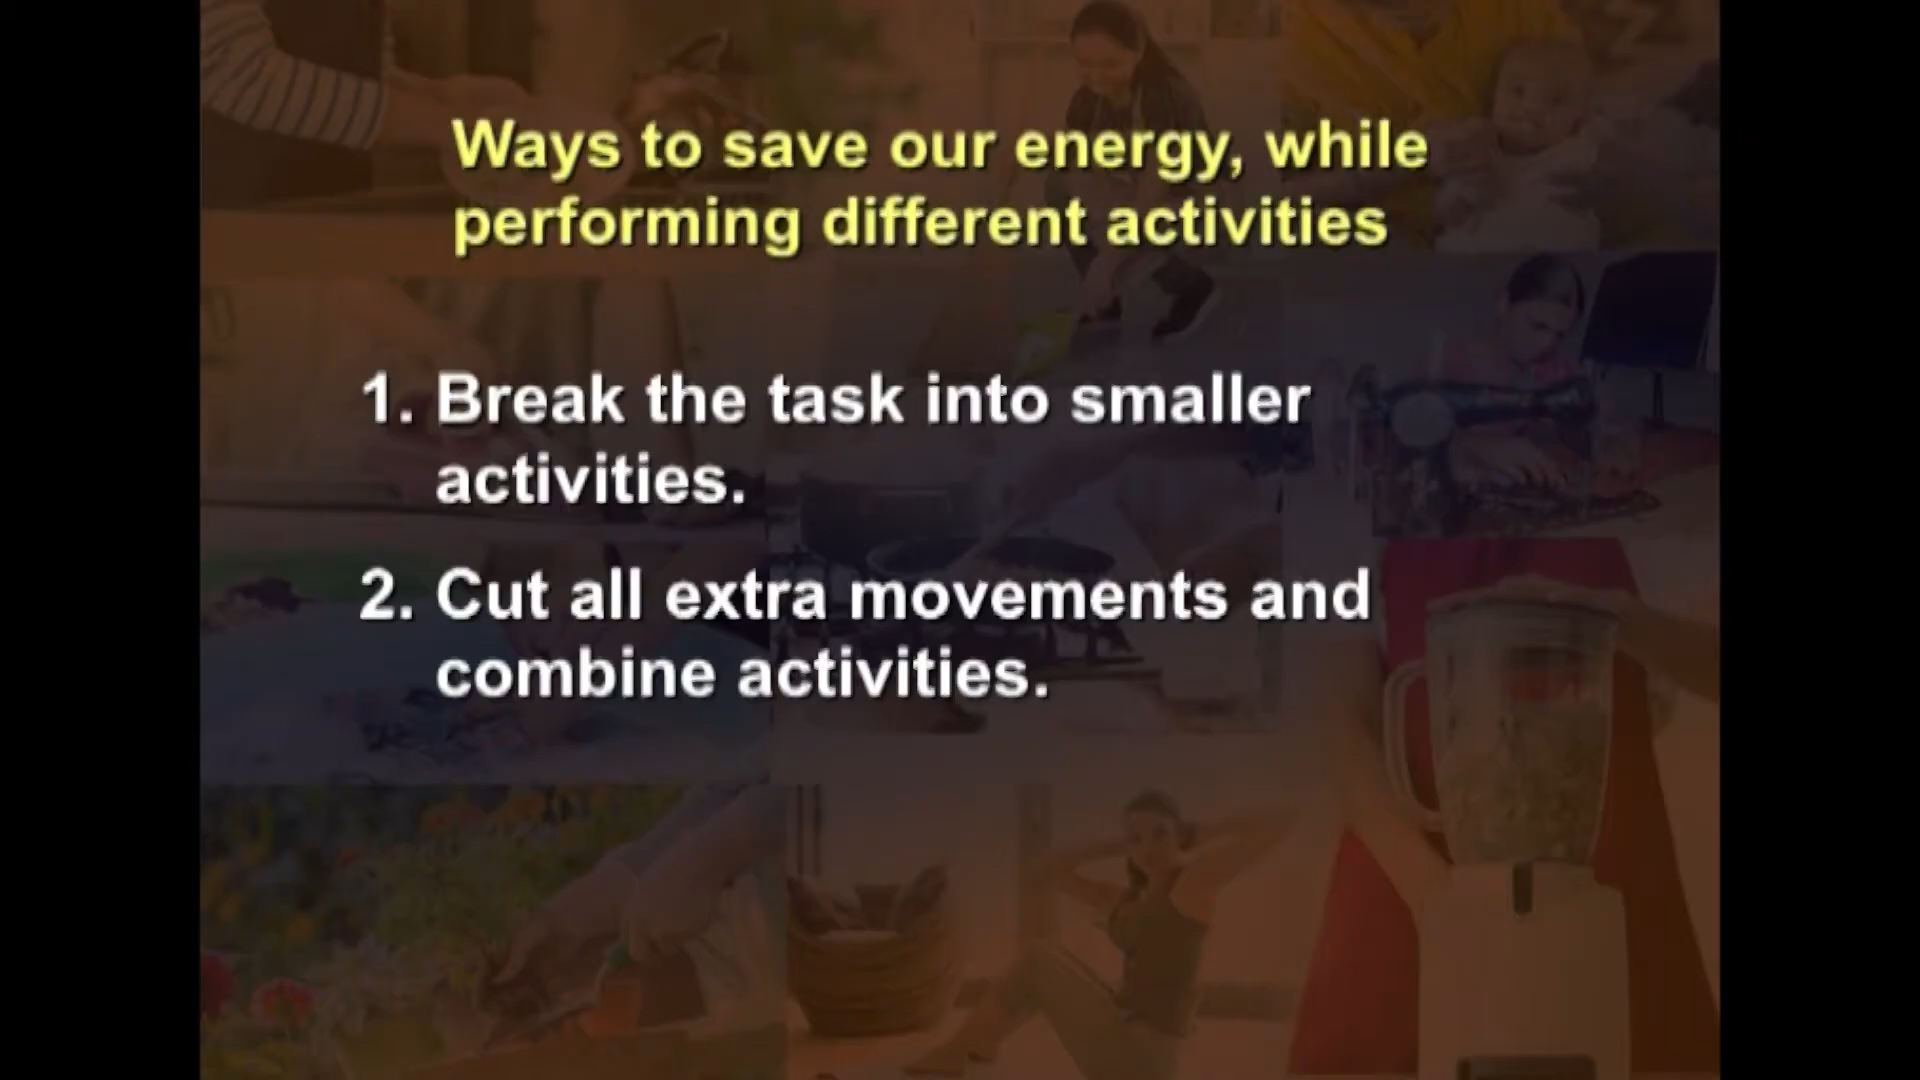 Ways to save our energy, while
performing different activities
1. Break the task into smaller
activities.
2. Cut all extra movements and
combine activities.